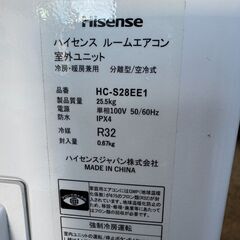 Hisense
ハイセンス ルームエアコン
室外ユニット
冷房・暖房兼用 分離型/空冷式
品番 HC-S28EE1
製品質量 25.5kg
電源 単相100V 50/60Hz
防水 IPX4
冷媒 R32
封入量 0.67kg
ハイセンスジャパン株式会社
MADE IN CHINA
強制冷房運転